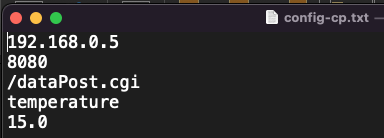 config-cp.txt
192.168.0.5
8080
/dataPost.cgi
temperature
15.0